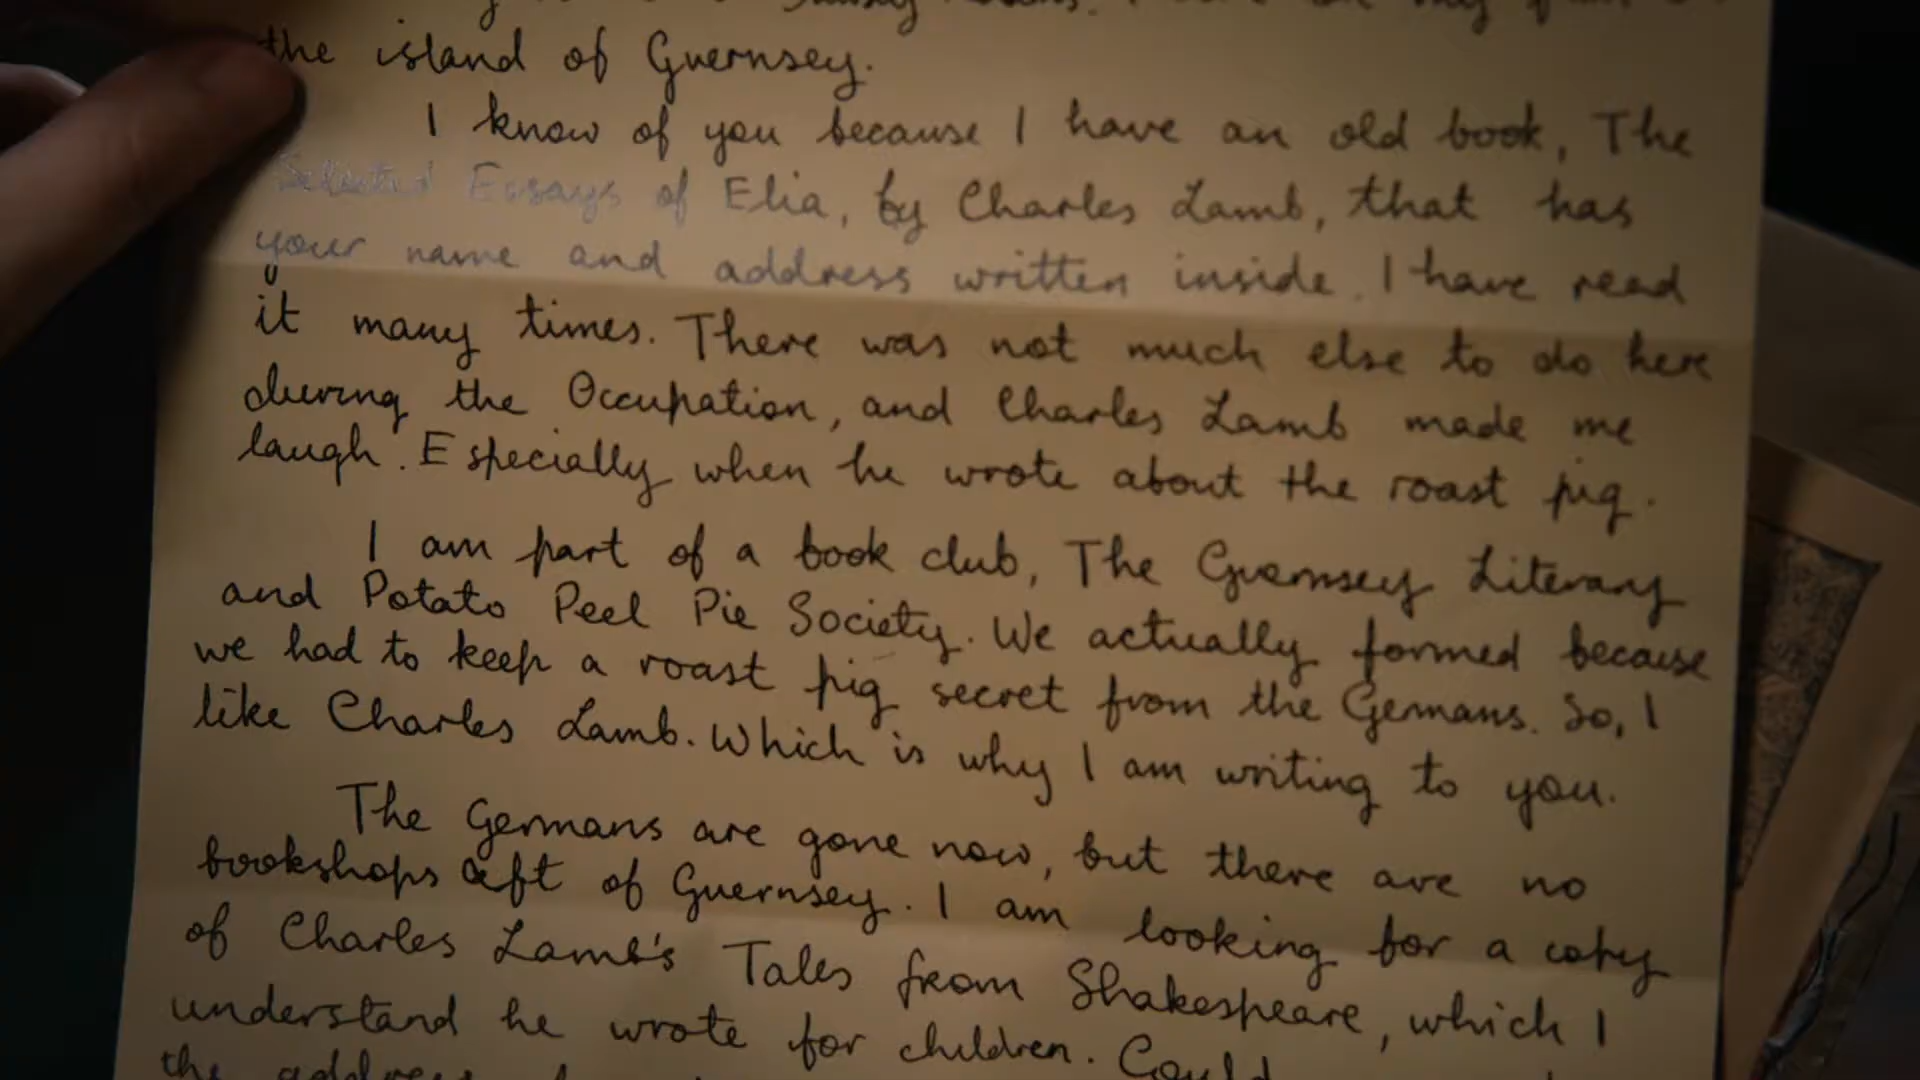 the island of Guernsey.
I know of you because I have an old book, The
Selected Essays of Elia, by Charles Lamb, that has
your name and address written inside. I have read
it many times. There was not much else to do here
during the Occupation, and Charles Lamb made me
laugh. Especially when he wrote about the roast pig.
I am part of a book club, The Guernsey Literary
and Potato Peel Pie Society. We actually formed because
we had to keep a roast pig secret from the Germans. So, I
like Charles Lamb. Which is why I am writing to you.
The Germans are gone now, but there are no
bookshops left of Guernsey. I am looking for a copy
of Charles Lamb's Tales from Shakespeare, which I
understand he wrote for children. Could
the address